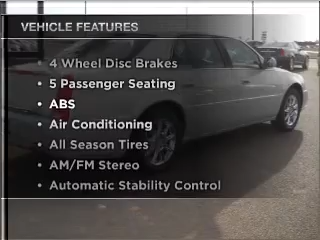 VEHICLE FEATURES
• 4 Wheel Disc Brakes
• 5 Passenger Seating
• ABS
• Air Conditioning
• All Season Tires
• AM/FM Stereo
• Automatic Stability Control